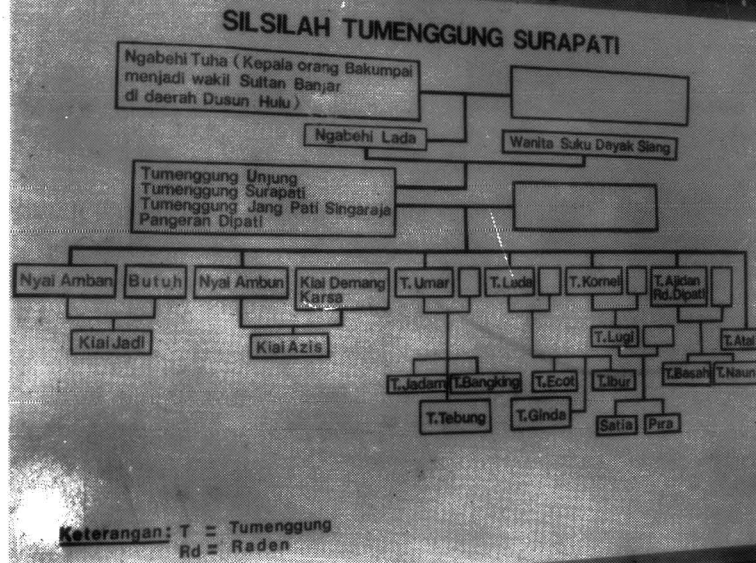 SILSILAH TUMENGGUNG SURAPATI
Ngabehi Tuha ( Kepala orang Bakumpai
menjadi wakil Sultan Banjar
di daerah Dusun Hulu )
Ngabehi Lada
Wanita Suku Dayak Siang
Tumenggung Unjung
Tumenggung Surapati
Tumenggung Jang Pati Singaraja
Pangeran Dipati
Nyai Amban
Butuh
Nyai Ambun
Kiai Demang
Karsa
T. Umar
T. Luda
T. Kornel
T. Ajidan
Rd. Dipati
Kiai Jadi
Kiai Azis
T. Lugi
T. Atai
T. Jadam
T. Bangking
T. Ecot
T. Ibur
T. Basah
T. Naun
T. Tebung
T. Ginda
Satia
Pira
Keterangan: T = Tumenggung
Rd = Raden